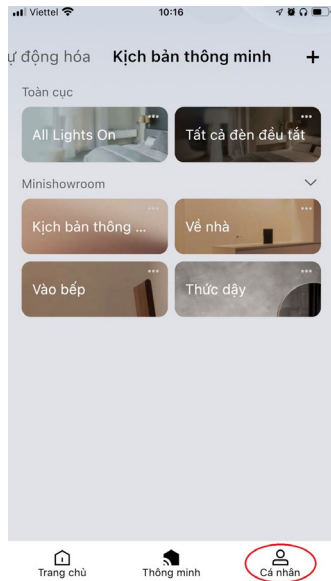 Viettel 10:16
ự động hóa Kịch bản thông minh +
Toàn cục
All Lights On Tất cả đèn đều tắt
Minishowroom
Kịch bản thông ... Về nhà
Vào bếp Thức dậy
Trang chủ Thông minh Cá nhân